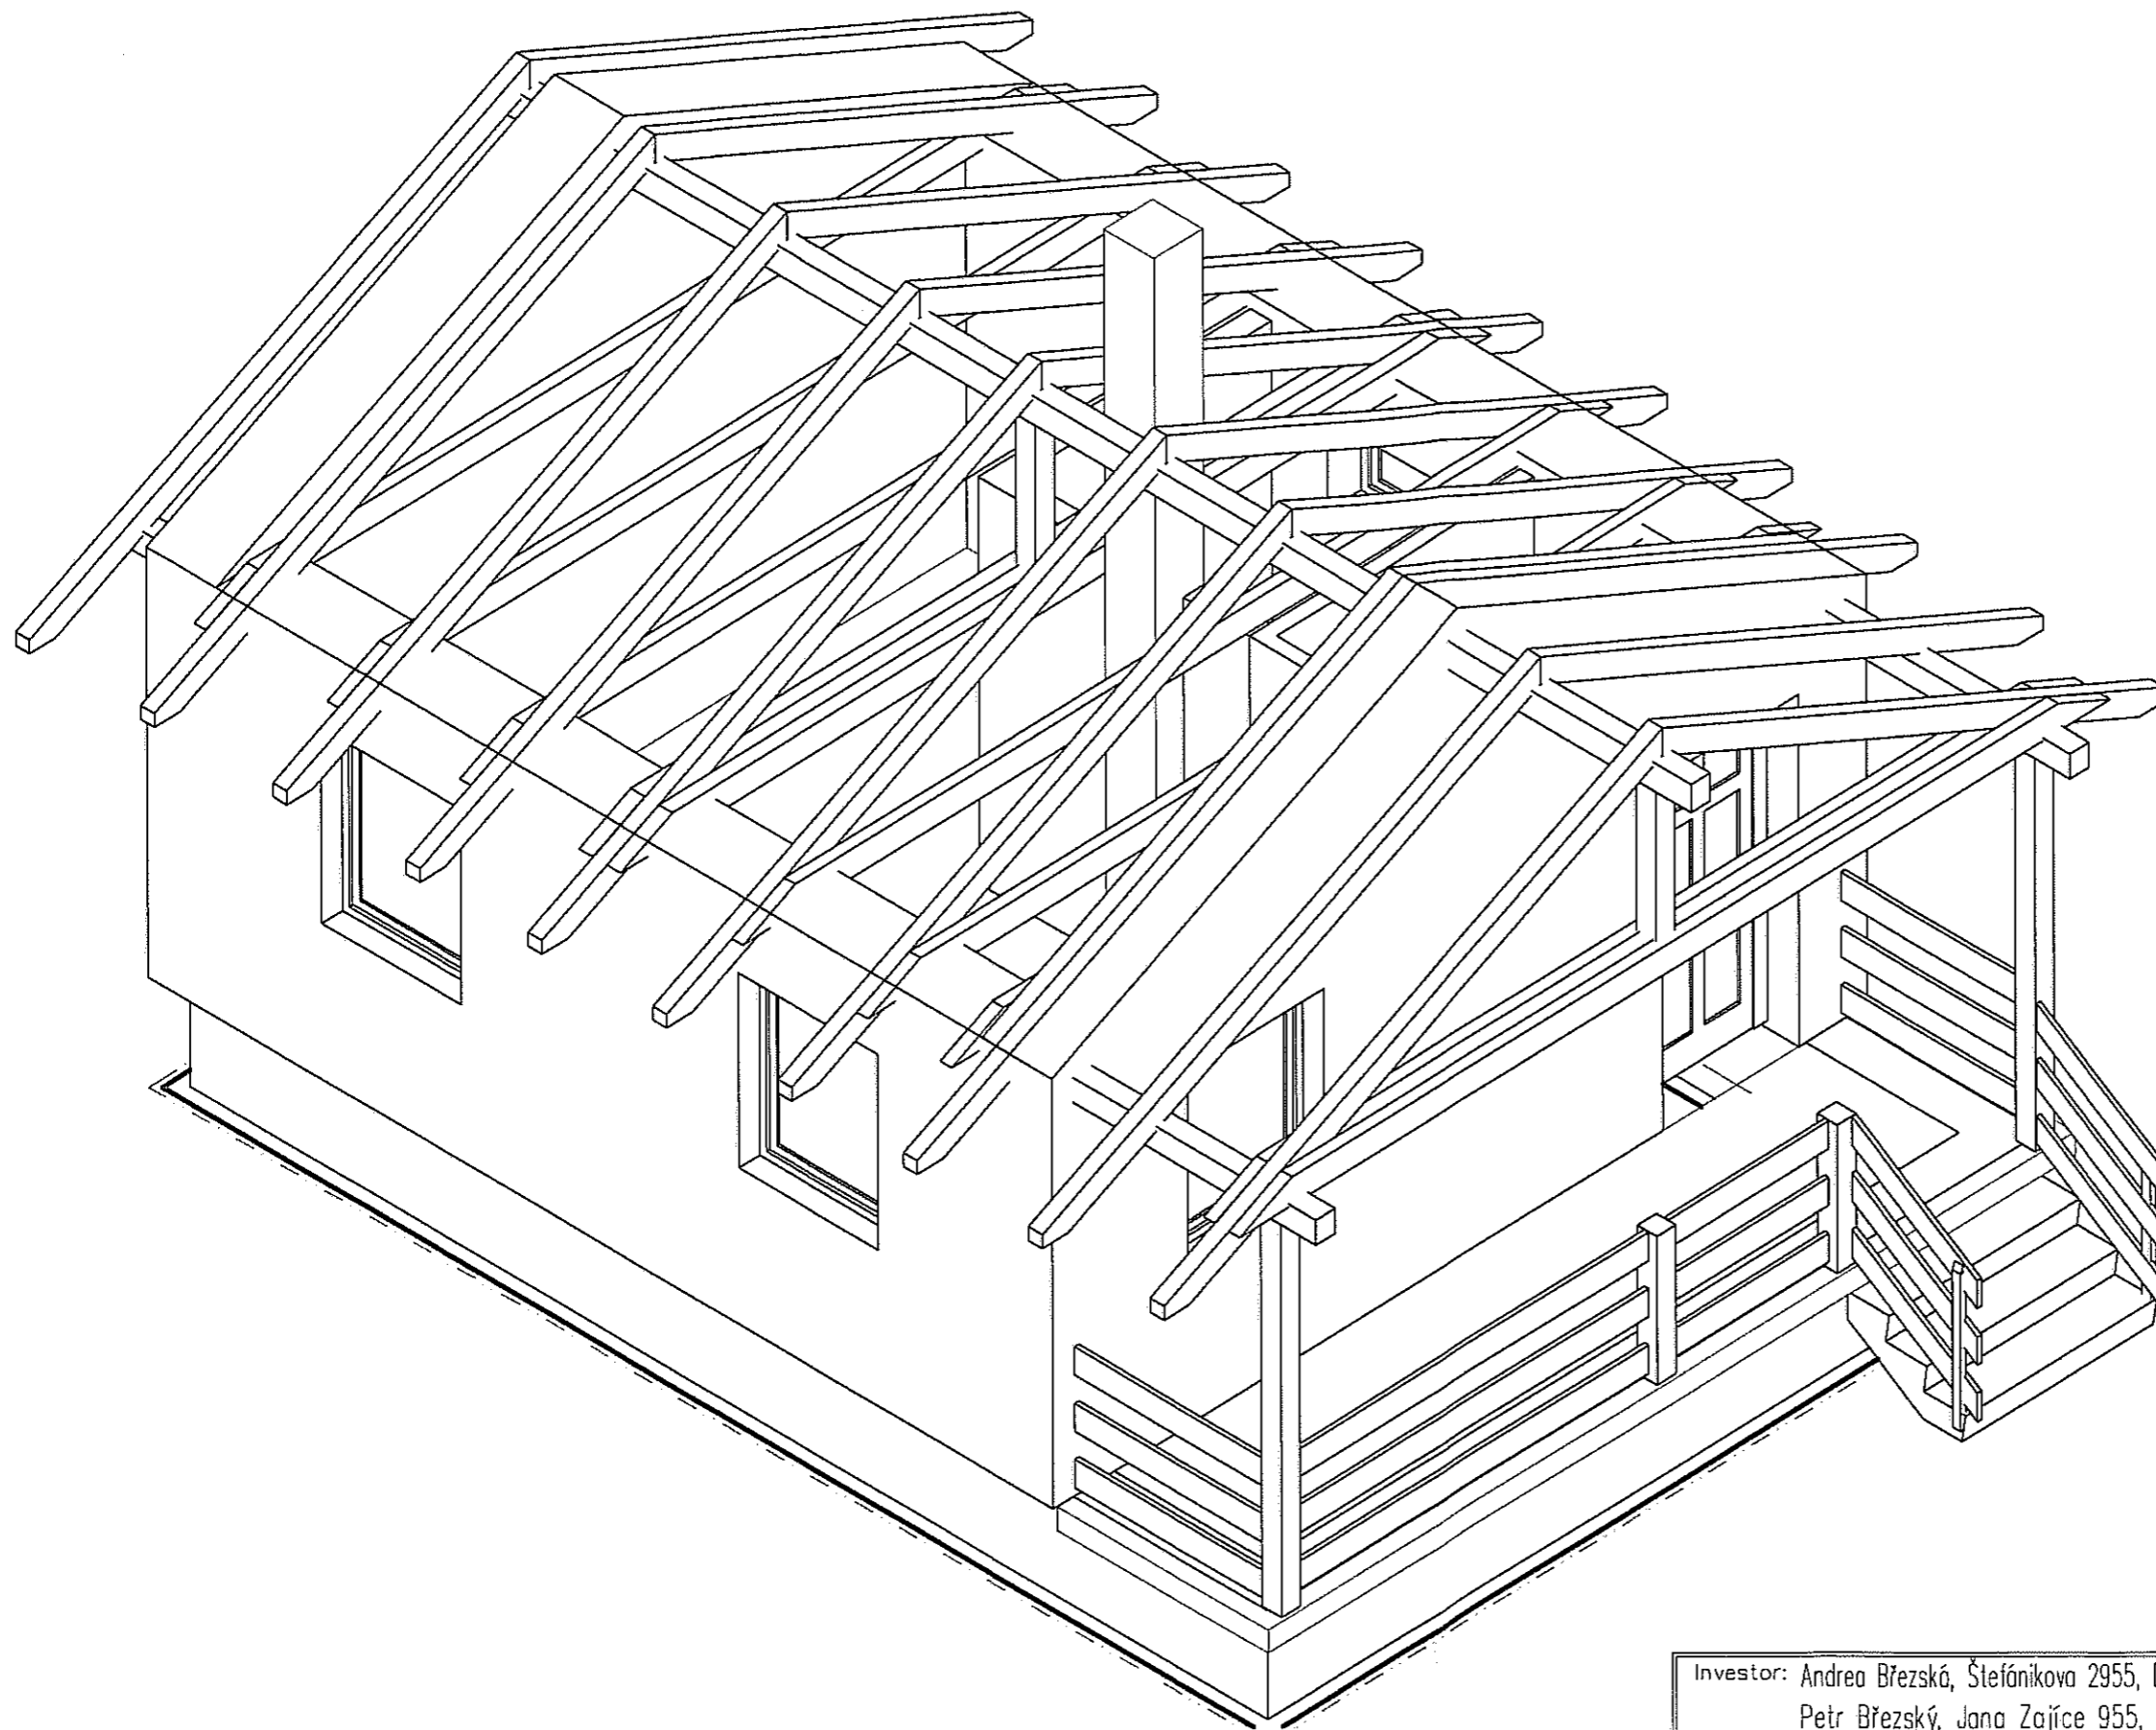 Investor: Andrea Březská, Štefánikova 2955,
Petr Březský, Jana Zajíce 955,